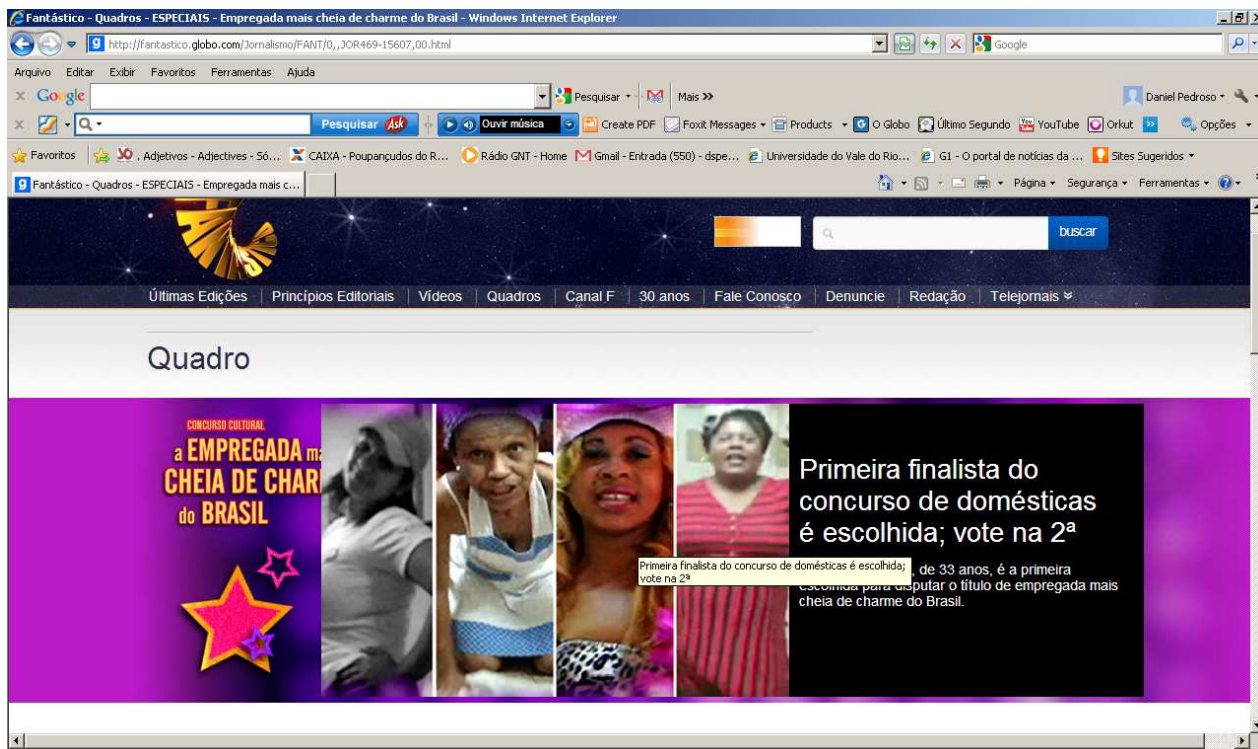 Fantástico - Quadros - ESPECIAIS - Empregada mais cheia de charme do Brasil - Windows Internet Explorer
http://fantastico.globo.com/Jornalismo/FANT/0,,JOR469-15607,00.html
Google
Arquivo Editar Exibir Favoritos Ferramentas Ajuda
Google Pesquisar Mais >> Daniel Pedroso
Pesquisar Ask Ouvir música Create PDF Foxit Messages Products O Globo Último Segundo YouTube Orkut >> Opções
Favoritos . Adjetivos - Adjectives - Só... CAIXA - Poupançudos do R... Rádio GNT - Home Gmail - Entrada (550) - dspe... Universidade do Vale do Rio... G1 - O portal de notícias da ... Sites Sugeridos
Fantástico - Quadros - ESPECIAIS - Empregada mais c... Página Segurança Ferramentas
buscar
Últimas Edições Princípios Editoriais Vídeos Quadros Canal F 30 anos Fale Conosco Denuncie Redação Telejornais
Quadro
CONCURSO CULTURAL
a EMPREGADA ma
CHEIA DE CHAR
do BRASIL
Primeira finalista do
concurso de domésticas
é escolhida; vote na 2ª
Primeira finalista do concurso de domésticas é escolhida;
vote na 2ª
, de 33 anos, é a primeira
escolhida para disputar o título de empregada mais
cheia de charme do Brasil.